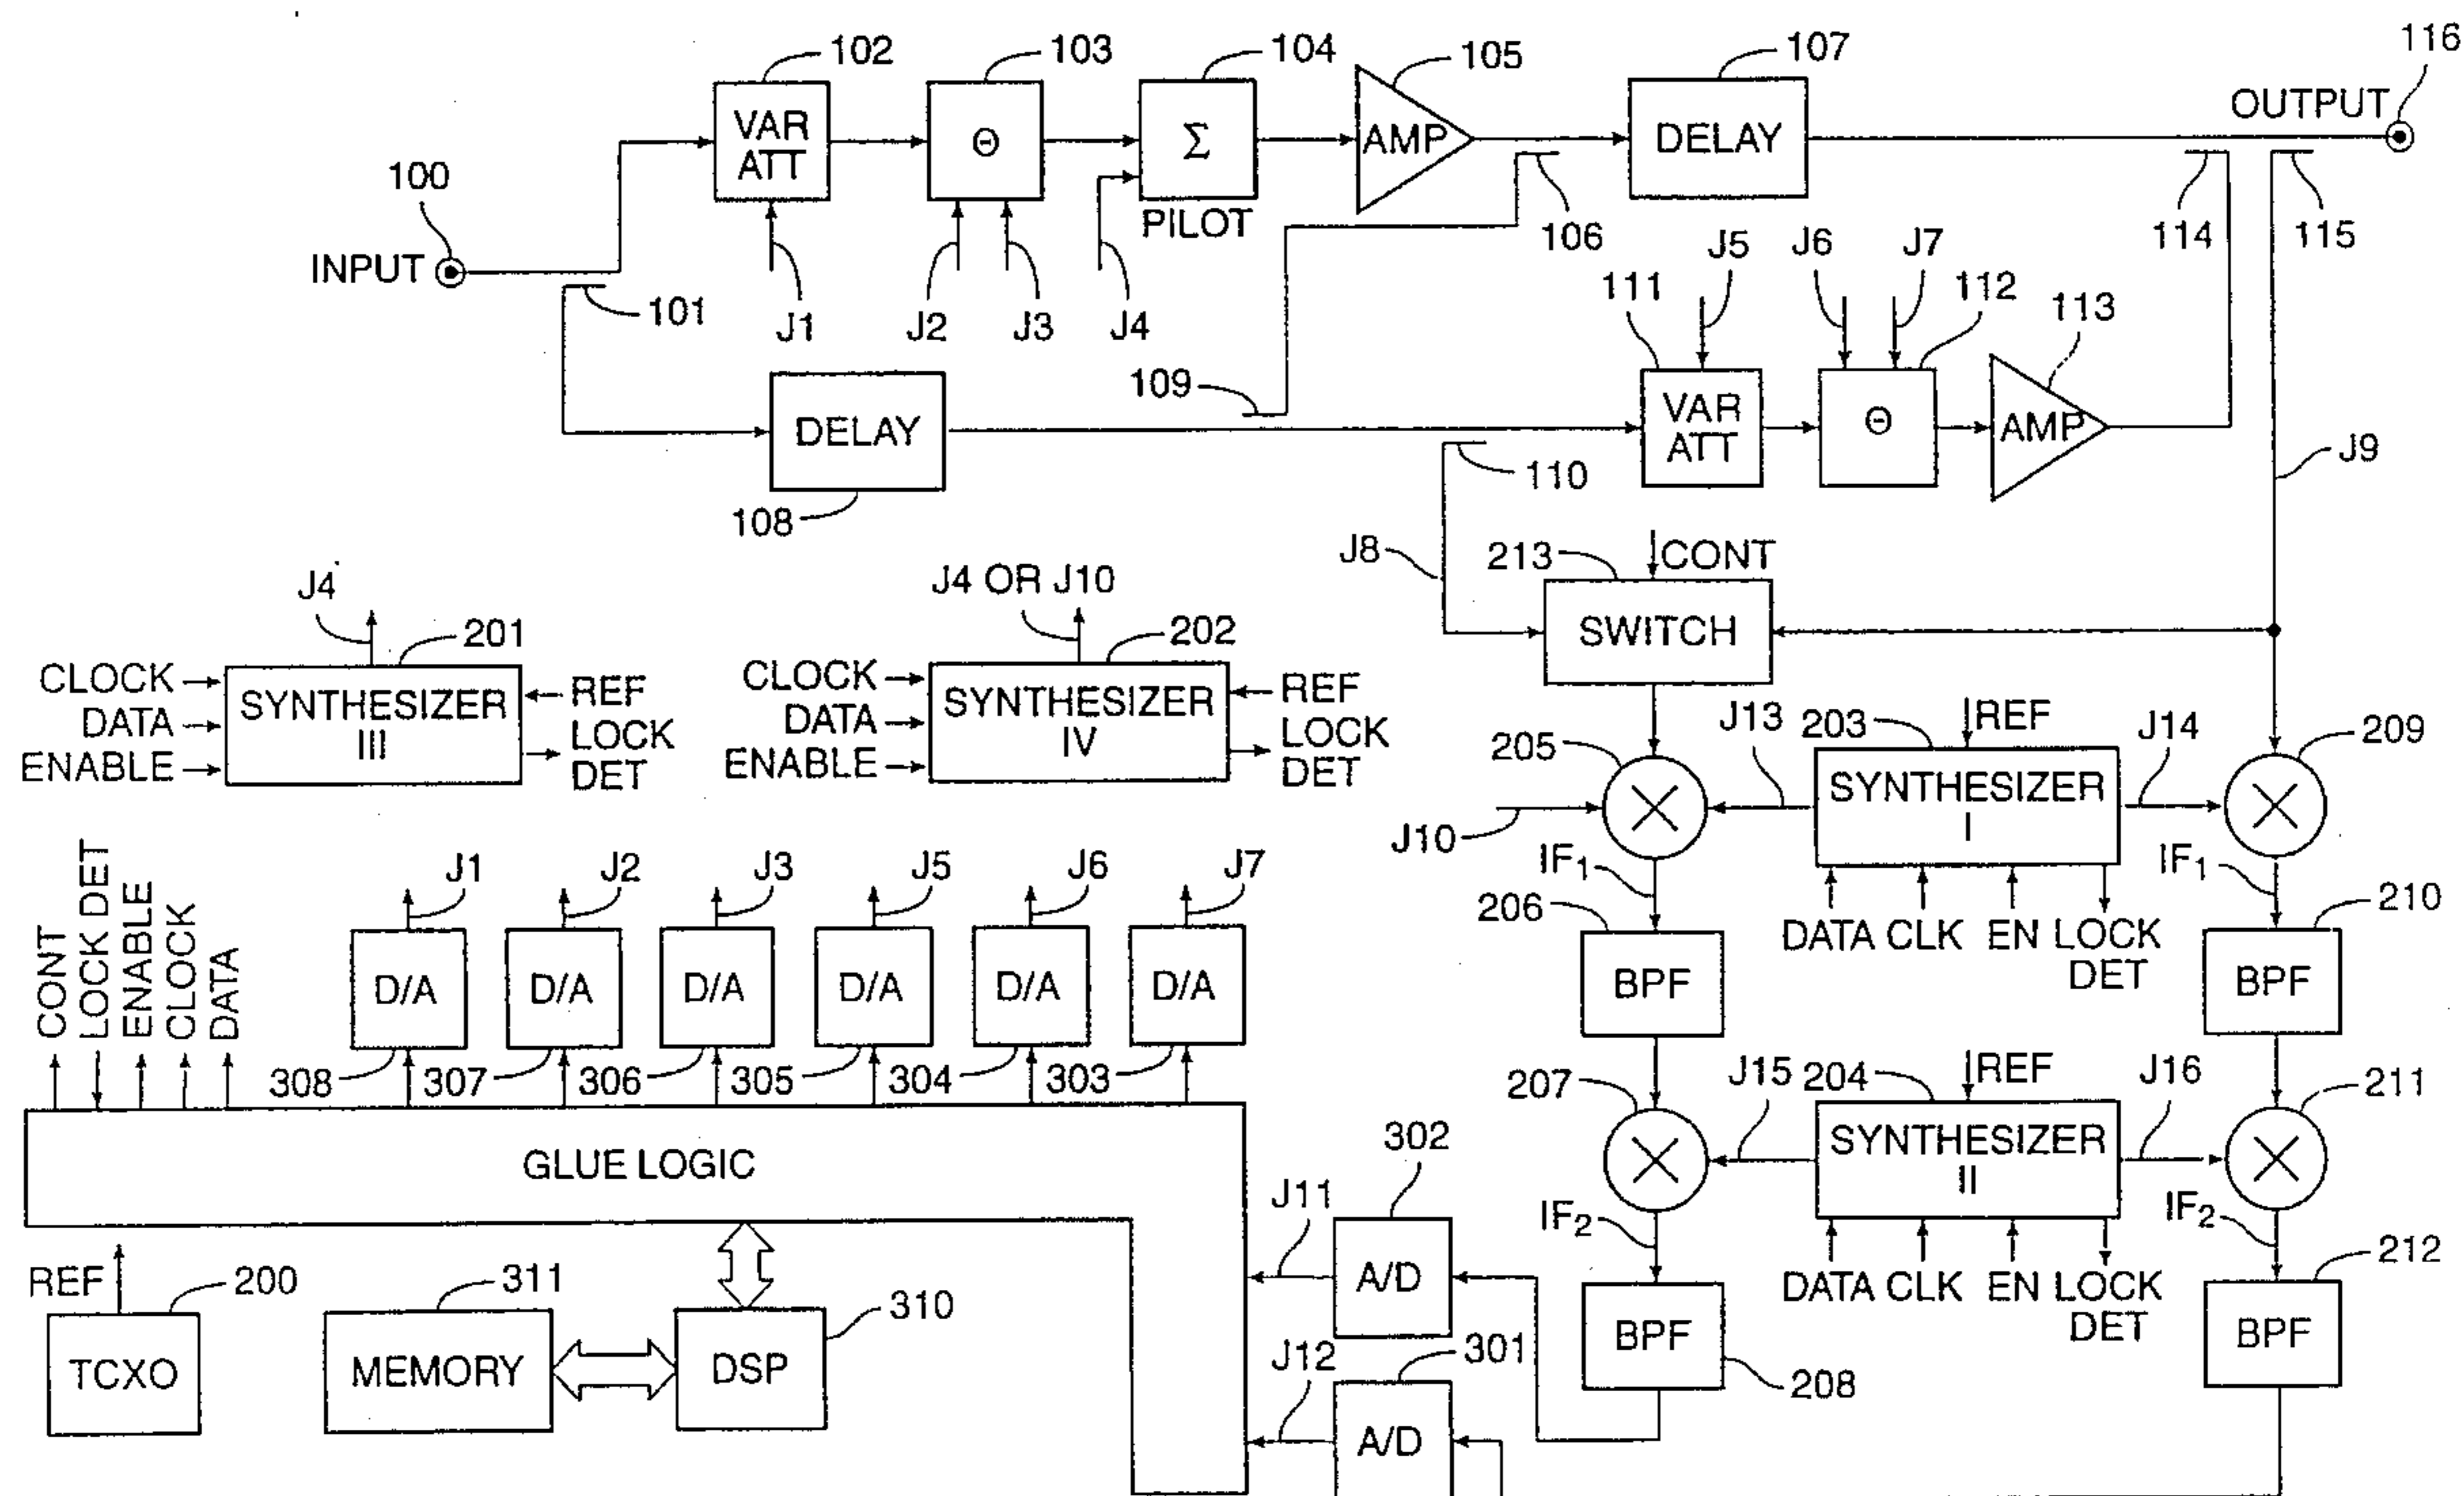 102
103
104
105
107
116
OUTPUT
VAR
ATT
Θ
Σ
AMP
DELAY
100
PILOT
INPUT
106
114
115
101
J1
J2
J3
J4
J5
J6
J7
111
112
113
109
DELAY
VAR
ATT
Θ
AMP
110
J9
108
J8
213
CONT
SWITCH
J4
201
CLOCK
DATA
ENABLE
SYNTHESIZER
III
REF
LOCK
DET
J4 OR J10
202
CLOCK
DATA
ENABLE
SYNTHESIZER
IV
REF
LOCK
DET
205
J13
203
REF
J14
209
SYNTHESIZER
I
J10
IF1
IF1
DATA CLK EN LOCK
DET
206
210
BPF
BPF
CONT
LOCK DET
ENABLE
CLOCK
DATA
J1
J2
J3
J5
J6
J7
D/A
D/A
D/A
D/A
D/A
D/A
308
307
306
305
304
303
207
J15
204
REF
J16
211
SYNTHESIZER
II
IF2
IF2
DATA CLK EN LOCK
DET
GLUE LOGIC
302
J11
A/D
BPF
208
212
BPF
REF
200
TCXO
311
MEMORY
310
DSP
J12
301
A/D